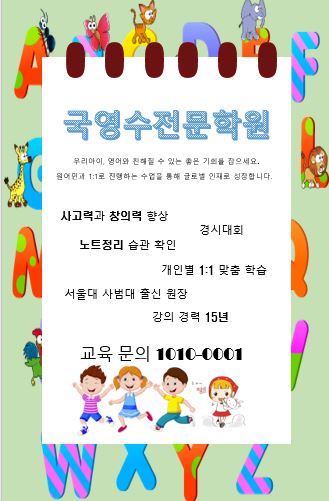 국영수전문학원
우리아이, 영어와 친해질 수 있는 좋은 기회를 잡으세요.
원어민과 1:1로 진행하는 수업을 통해 글로벌 인재로 성장합니다.
사고력과 창의력 향상
경시대회
노트정리 습관 확인
개인별 1:1 맞춤 학습
서울대 사범대 출신 원장
강의 경력 15년
교육 문의 1010-0001